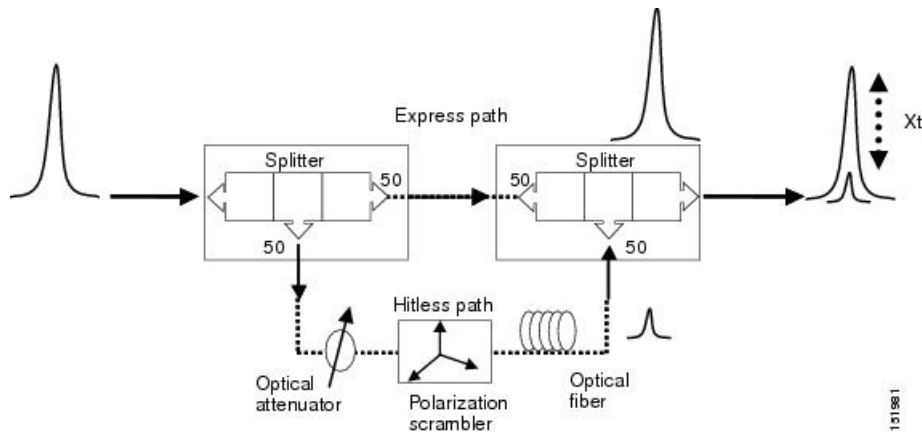 Express path
Xt
Splitter
50
50
Splitter
50
50
Hitless path
Optical
attenuator
Polarization
scrambler
Optical
fiber
151981